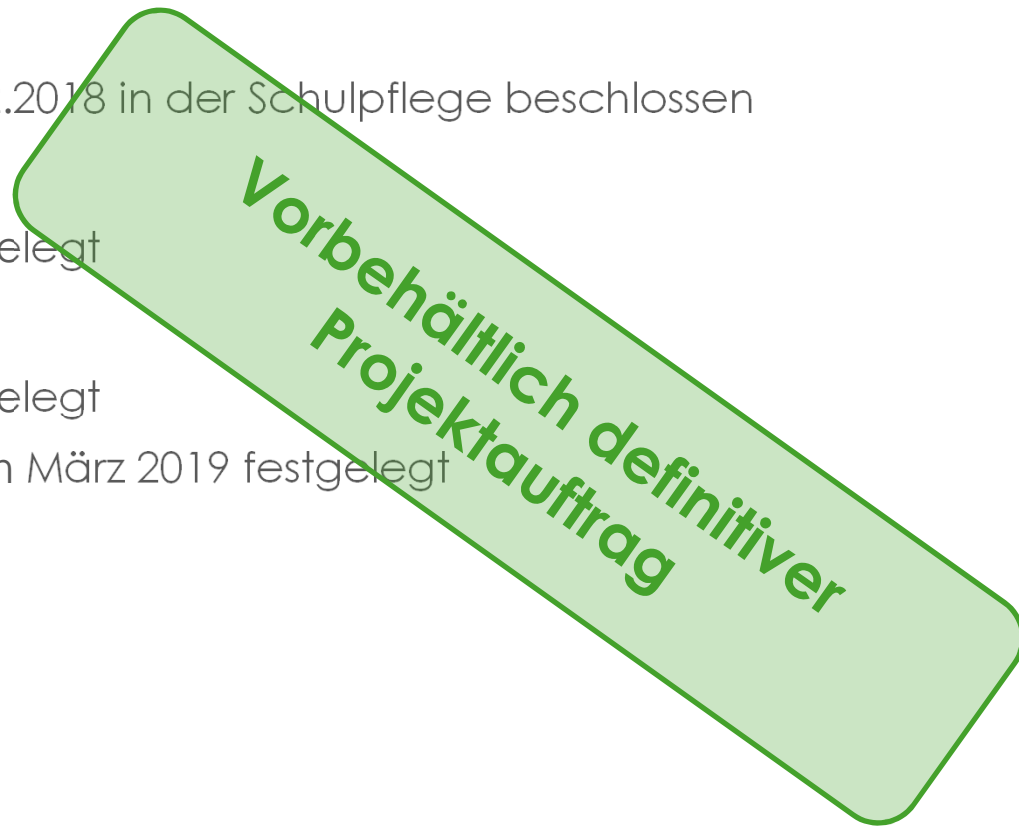 .2018 in der Schulpflege beschlossen
elegt
elegt
März 2019 festgelegt
Vorbehältlich definitiver
Projektauftrag